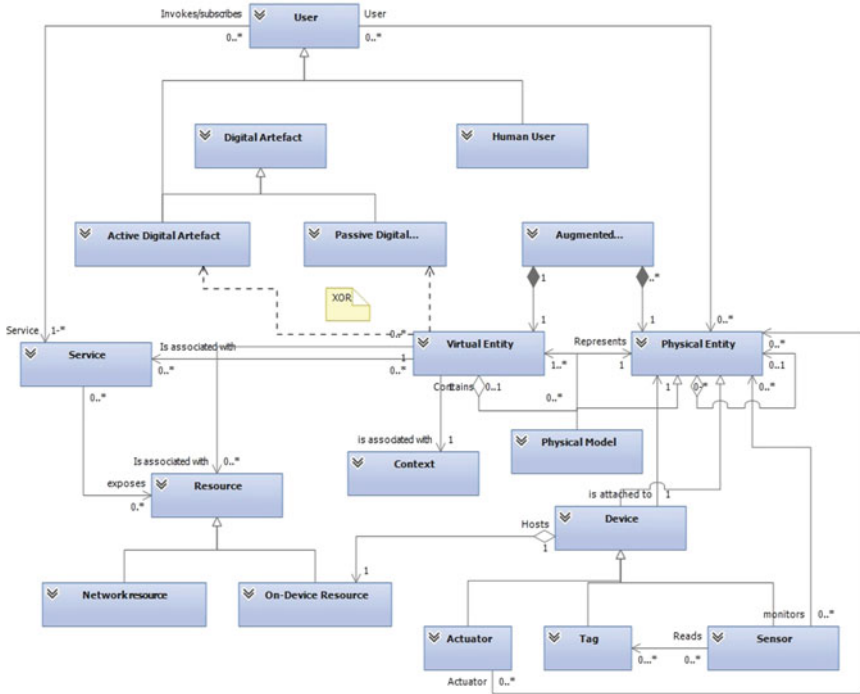 Invokes/subscribes
User
User
0..*
0..*
Digital Artefact
Human User
Active Digital Artefact
Passive Digital...
Augmented...
XOR
1
..*
Service
1-*
0..*
1
1
0..*
Service
Is associated with
Virtual Entity
Represents
Physical Entity
0..*
0..*
1
0..*
1..*
1
0..1
Contains
0..1
0..*
1
0-*
0..*
0..*
Physical Model
is associated with
1
Context
Is associated with
0..*
exposes
0..*
Resource
is attached to
1
Hosts
Device
1
Network resource
On-Device Resource
1
monitors
0..*
Actuator
Tag
Reads
Sensor
0...*
0..*
Actuator
0..*